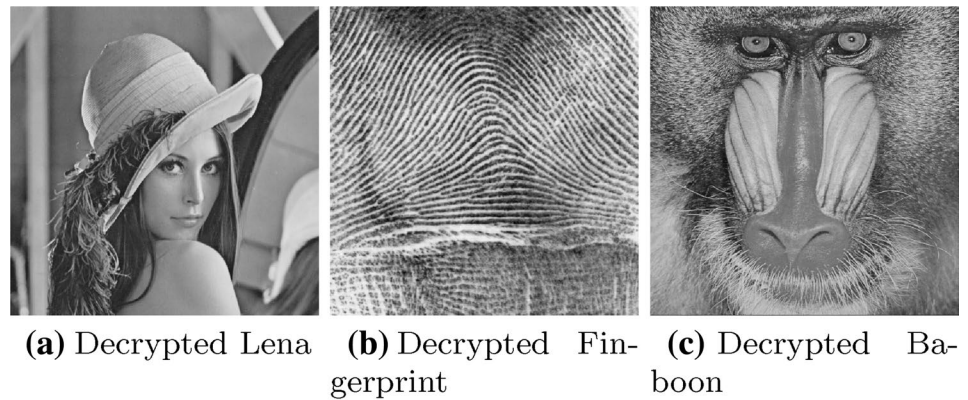 (a) Decrypted Lena
(b) Decrypted Fin-
gerprint
(c) Decrypted Ba-
boon